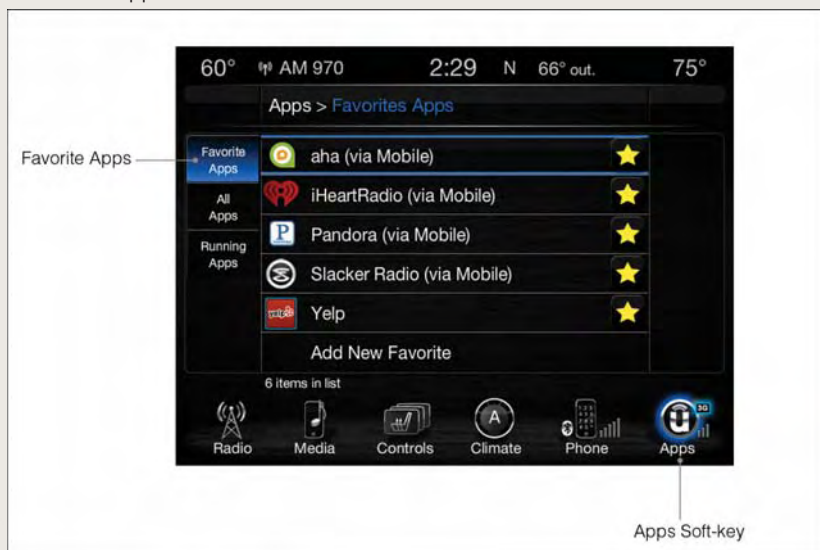 60° AM 970 2:29 N 66° out. 75°
Apps > Favorites Apps
Favorite Apps
Favorite
Apps
aha (via Mobile)
All
Apps
iHeartRadio (via Mobile)
Running
Apps
P
Pandora (via Mobile)
Slacker Radio (via Mobile)
yelp
Yelp
Add New Favorite
6 items in list
A
3G
Radio Media Controls Climate Phone Apps
Apps Soft-key